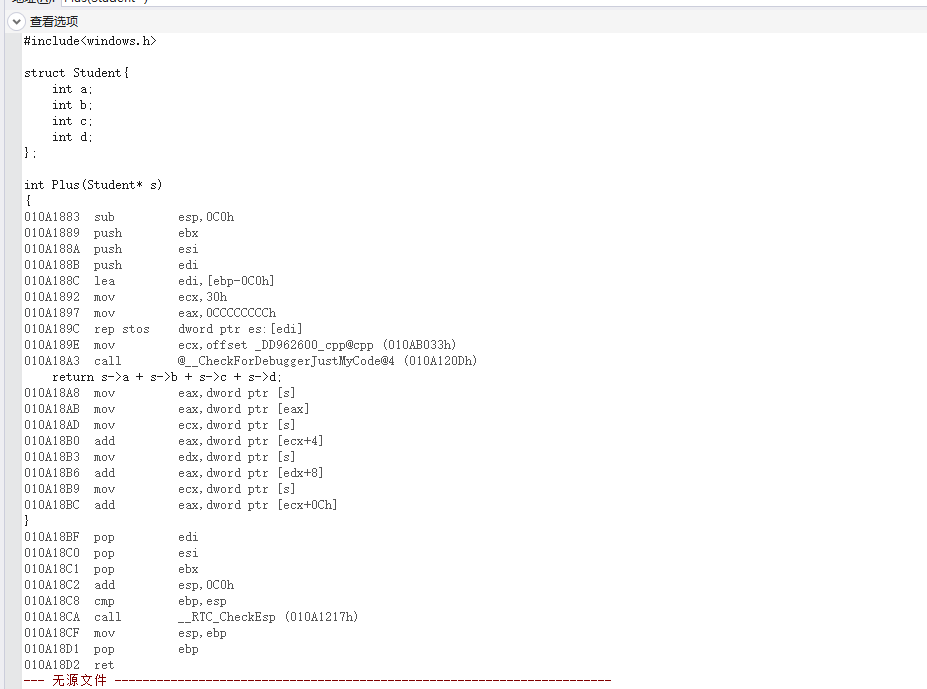 查看选项
#include<windows.h>
struct Student{
    int a;
    int b;
    int c;
    int d;
};
int Plus(Student* s)
{
010A1883  sub         esp,0C0h
010A1889  push        ebx
010A188A  push        esi
010A188B  push        edi
010A188C  lea         edi,[ebp-0C0h]
010A1892  mov         ecx,30h
010A1897  mov         eax,0CCCCCCCCh
010A189C  rep stos    dword ptr es:[edi]
010A189E  mov         ecx,offset _DD962600_cpp@cpp (010AB033h)
010A18A3  call        @__CheckForDebuggerJustMyCode@4 (010A120Dh)
    return s->a + s->b + s->c + s->d;
010A18A8  mov         eax,dword ptr [s]
010A18AB  mov         eax,dword ptr [eax]
010A18AD  mov         ecx,dword ptr [s]
010A18B0  add         eax,dword ptr [ecx+4]
010A18B3  mov         edx,dword ptr [s]
010A18B6  add         eax,dword ptr [edx+8]
010A18B9  mov         ecx,dword ptr [s]
010A18BC  add         eax,dword ptr [ecx+0Ch]
}
010A18BF  pop         edi
010A18C0  pop         esi
010A18C1  pop         ebx
010A18C2  add         esp,0C0h
010A18C8  cmp         ebp,esp
010A18CA  call        __RTC_CheckEsp (010A1217h)
010A18CF  mov         esp,ebp
010A18D1  pop         ebp
010A18D2  ret
--- 无源文件 -----------------------------------------------------------------------